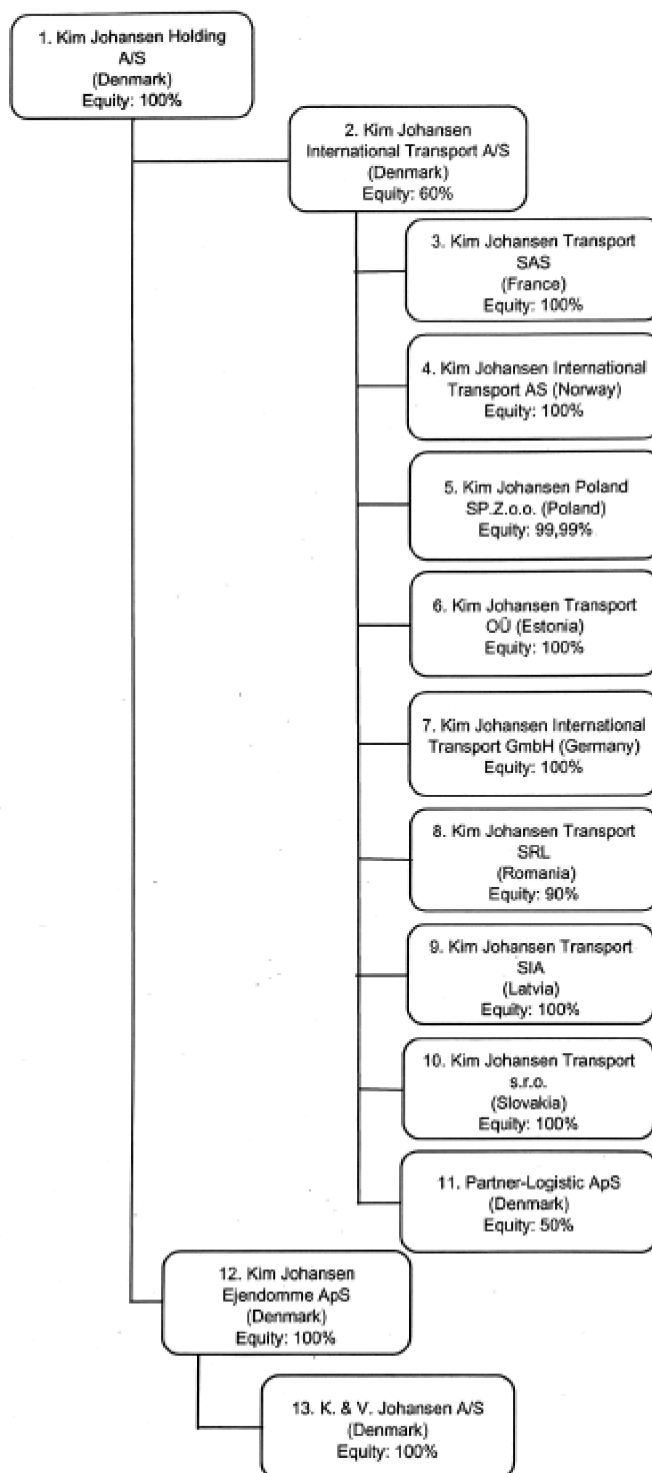 1. Kim Johansen Holding
A/S
(Denmark)
Equity: 100%
2. Kim Johansen
International Transport A/S
(Denmark)
Equity: 60%
3. Kim Johansen Transport
SAS
(France)
Equity: 100%
4. Kim Johansen International
Transport AS (Norway)
Equity: 100%
5. Kim Johansen Poland
SP.Z.o.o. (Poland)
Equity: 99,99%
6. Kim Johansen Transport
OÜ (Estonia)
Equity: 100%
7. Kim Johansen International
Transport GmbH (Germany)
Equity: 100%
8. Kim Johansen Transport
SRL
(Romania)
Equity: 90%
9. Kim Johansen Transport
SIA
(Latvia)
Equity: 100%
10. Kim Johansen Transport
s.r.o.
(Slovakia)
Equity: 100%
11. Partner-Logistic ApS
(Denmark)
Equity: 50%
12. Kim Johansen
Ejendomme ApS
(Denmark)
Equity: 100%
13. K. & V. Johansen A/S
(Denmark)
Equity: 100%